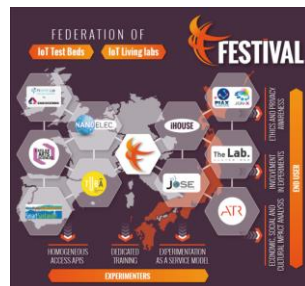 FEDERATION OF
IoT Test Beds
IoT Living labs
FESTIVAL
NANOELEC
iHOUSE
The Lab.
JOSE
ATR
ETHICS AND PRIVACY
AWARENESS
INVOLVEMENT
IN EXPERIMENTS
ECONOMIC, SOCIAL AND
CULTURAL IMPACT ANALYSIS
END USER
HOMOGENEOUS
ACCESS APIS
DEDICATED
TRAINING
EXPERIMENTATION
AS A SERVICE MODEL
EXPERIMENTERS